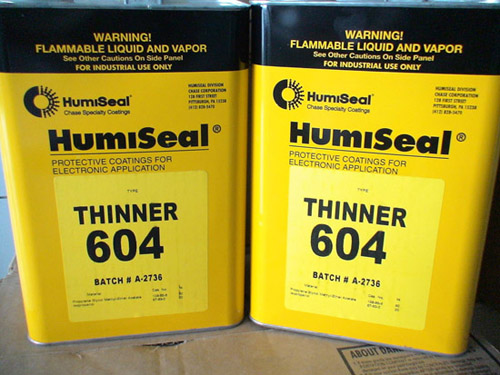 WARNING!
FLAMMABLE LIQUID AND VAPOR
See Other Cautions On Side Panel
FOR INDUSTRIAL USE ONLY
HumiSeal®
Chase Specialty Coatings
HUMISEAL DIVISION
CHASE CORPORATION
PITTSBURGH, PA
HumiSeal®
PROTECTIVE COATINGS FOR
ELECTRONIC APPLICATION
TYPE
THINNER
604
BATCH # A-2736
Material
WARNING!
FLAMMABLE LIQUID AND VAPOR
See Other Cautions On Side Panel
FOR INDUSTRIAL USE ONLY
HumiSeal®
Chase Specialty Coatings
HUMISEAL DIVISION
CHASE CORPORATION
PITTSBURGH, PA
HumiSeal®
PROTECTIVE COATINGS FOR
ELECTRONIC APPLICATION
TYPE
THINNER
604
BATCH # A-2736
Material
ABOUT